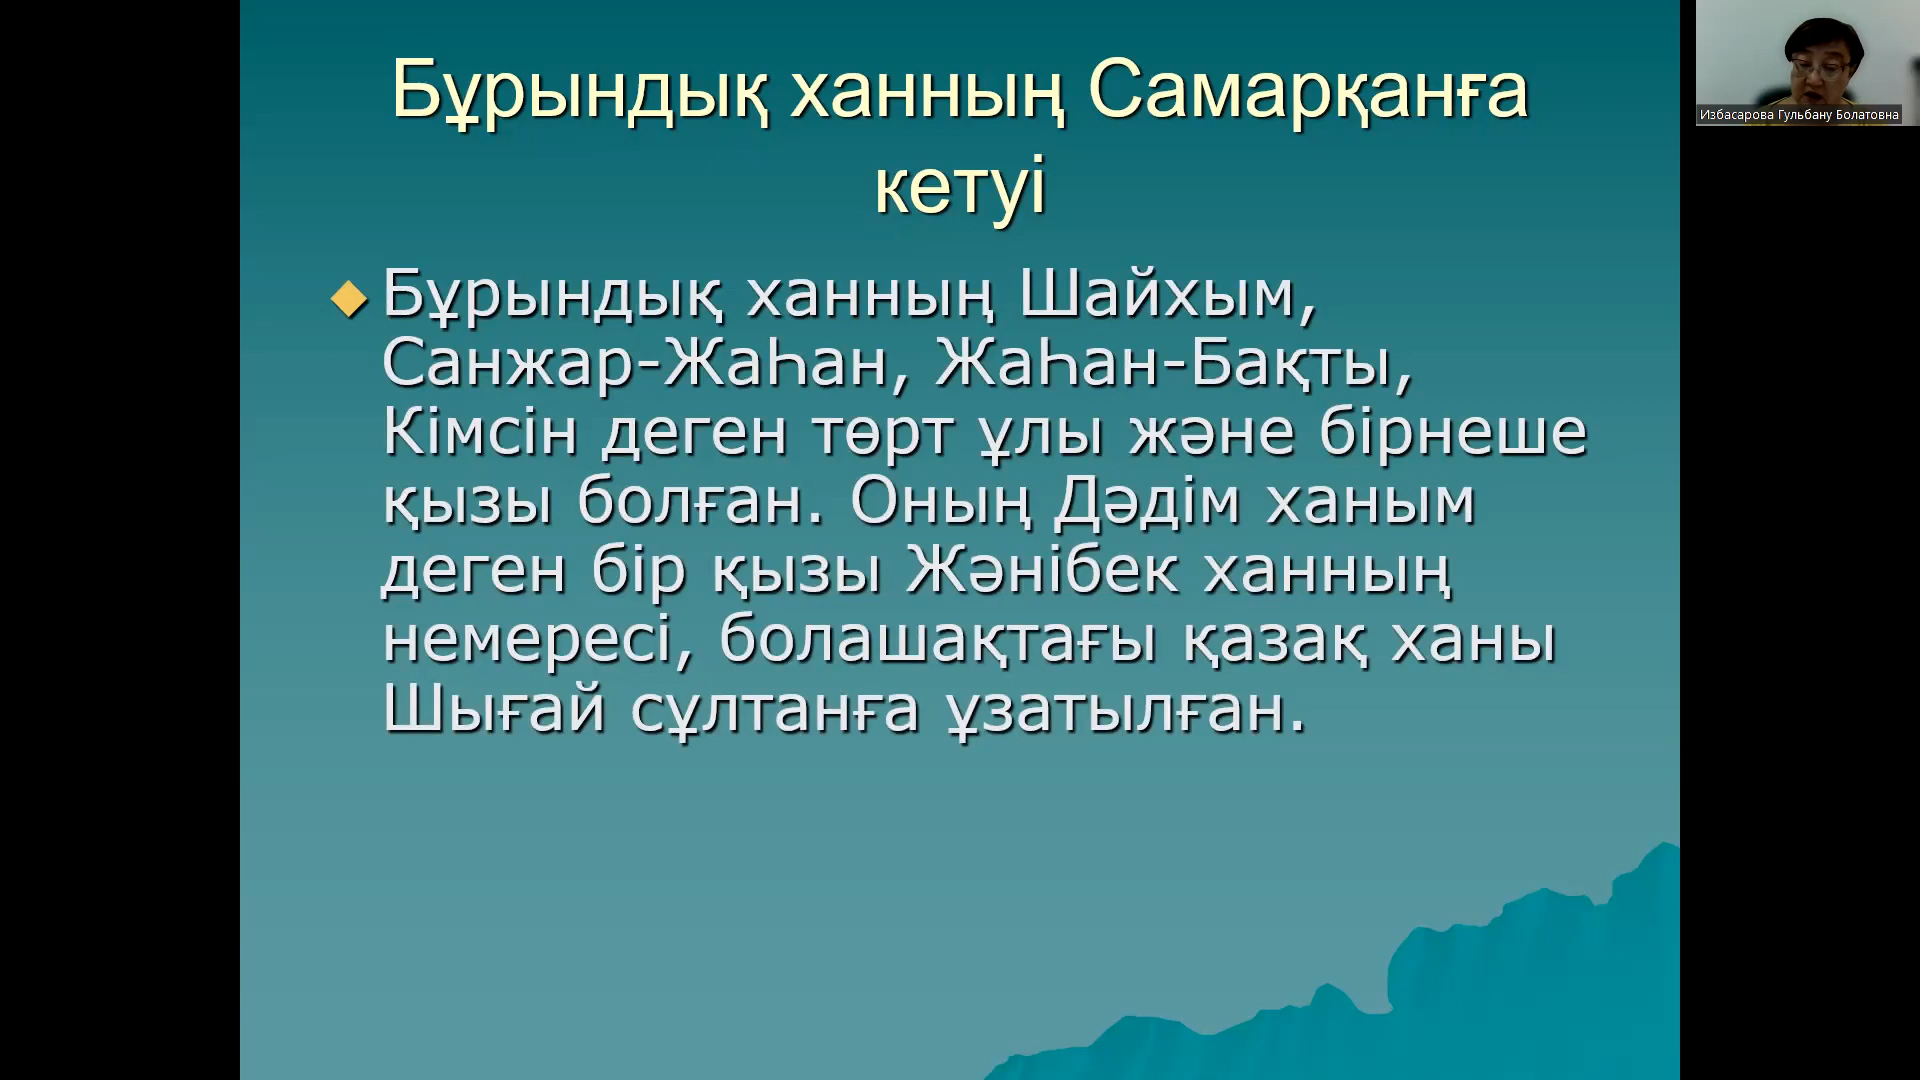 Бұрындық ханның Самарқанға
кетуі
Бұрындық ханның Шайхым,
Санжар-ЖаҺан, ЖаҺан-Бақты,
Кімсін деген төрт ұлы және бірнеше
қызы болған. Оның Дәдім ханым
деген бір қызы Жәнібек ханның
немересі, болашақтағы қазақ ханы
Шығай сұлтанға ұзатылған.
Избасарова Гульбану Болатовна